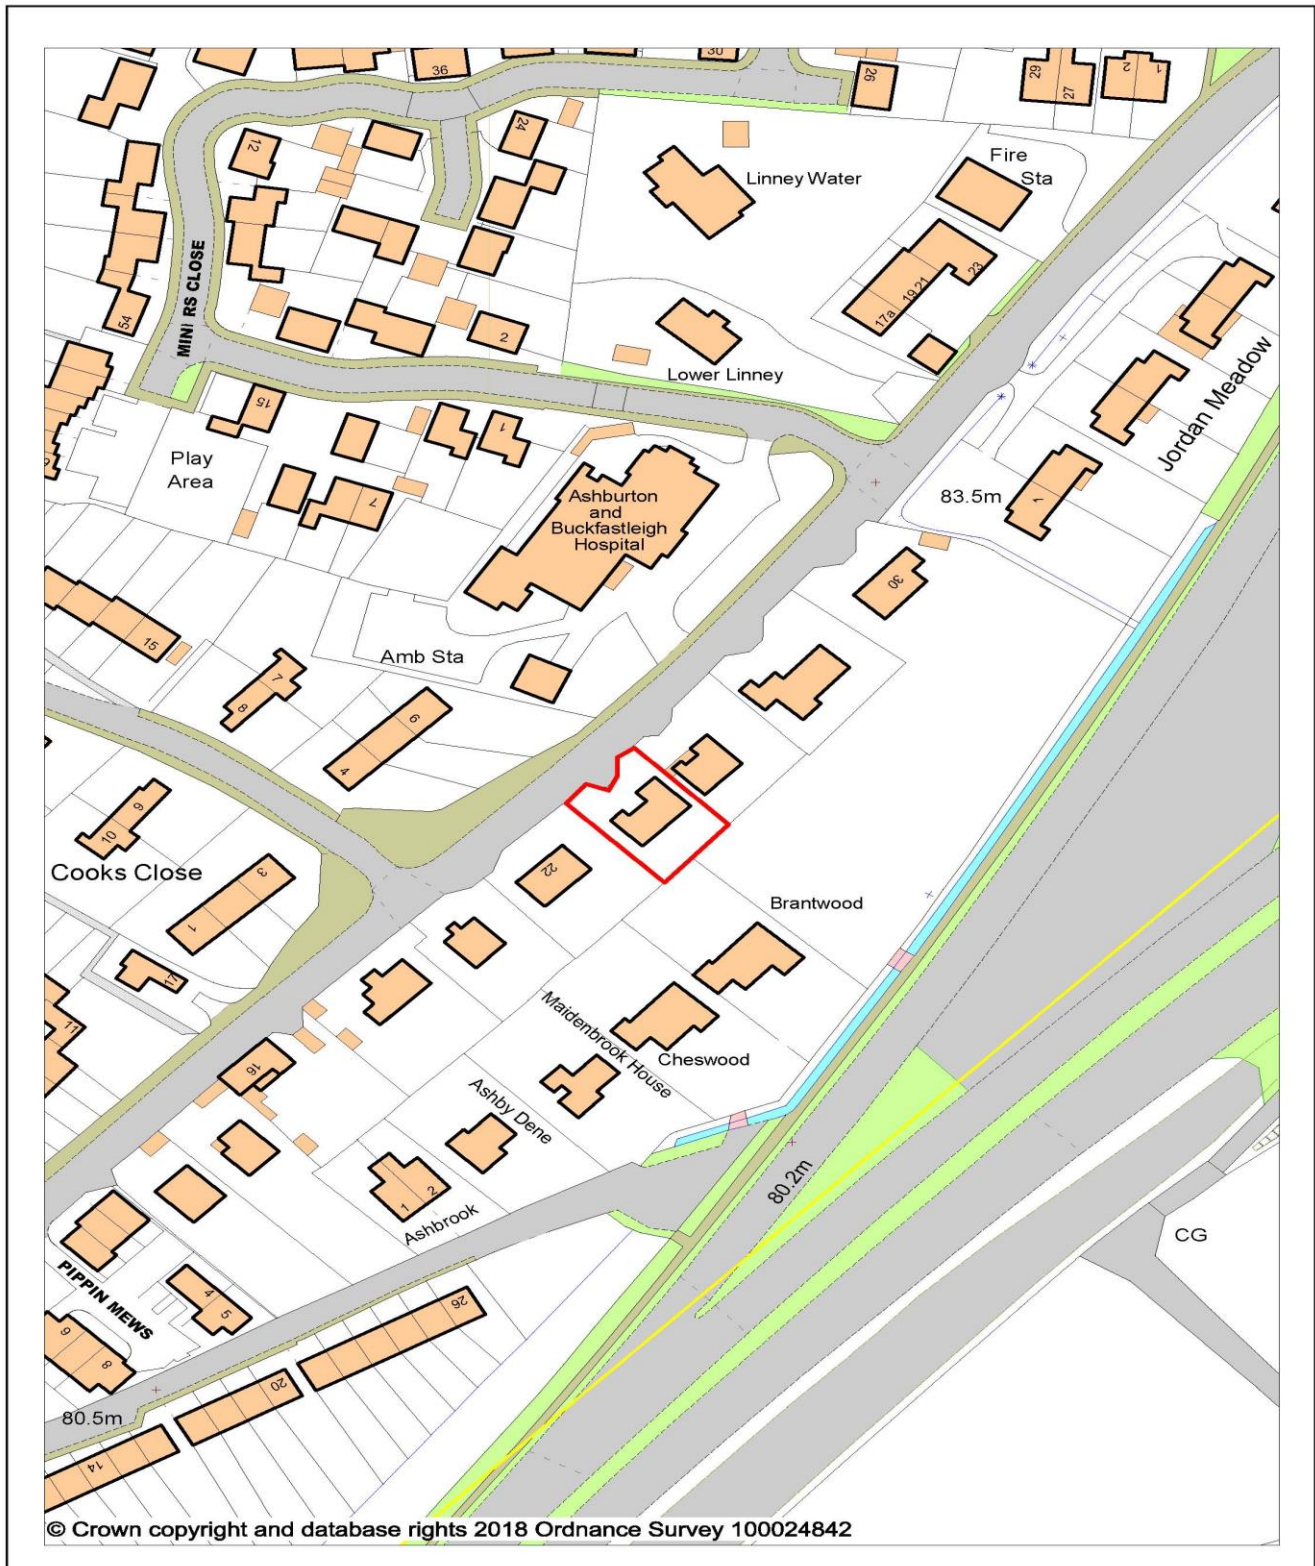 36
30
26
29
27
2
1
12
24
Fire
Sta
Linney Water
MINI RS CLOSE
23
19,21
17a
54
2
Lower Linney
Jordan Meadow
15
1
Play
Area
7
Ashburton
and
Buckfastleigh
Hospital
83.5m
1
30
15
Amb Sta
7
8
6
4
9
10
Cooks Close
3
1
22
17
Brantwood
11
Maidenbrook House
Cheswood
16
Ashby Dene
80.2m
2
1
Ashbrook
CG
PIPPIN MEWS
4
5
26
6
8
20
80.5m
14
© Crown copyright and database rights 2018 Ordnance Survey 100024842